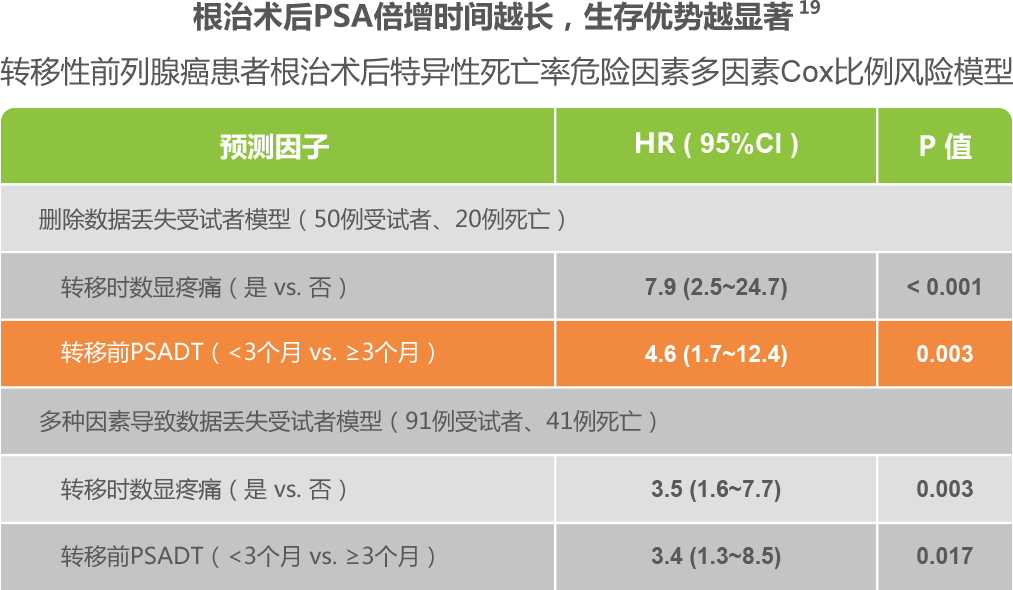 根治术后PSA倍增时间越长，生存优势越显著19
转移性前列腺癌患者根治术后特异性死亡率危险因素多因素Cox比例风险模型
预测因子 HR（95%CI） P 值
删除数据丢失受试者模型（50例受试者、20例死亡）
转移时数显疼痛（是 vs. 否） 7.9 (2.5~24.7) < 0.001
转移前PSADT（<3个月 vs. ≥3个月） 4.6 (1.7~12.4) 0.003
多种因素导致数据丢失受试者模型（91例受试者、41例死亡）
转移时数显疼痛（是 vs. 否） 3.5 (1.6~7.7) 0.003
转移前PSADT（<3个月 vs. ≥3个月） 3.4 (1.3~8.5) 0.017